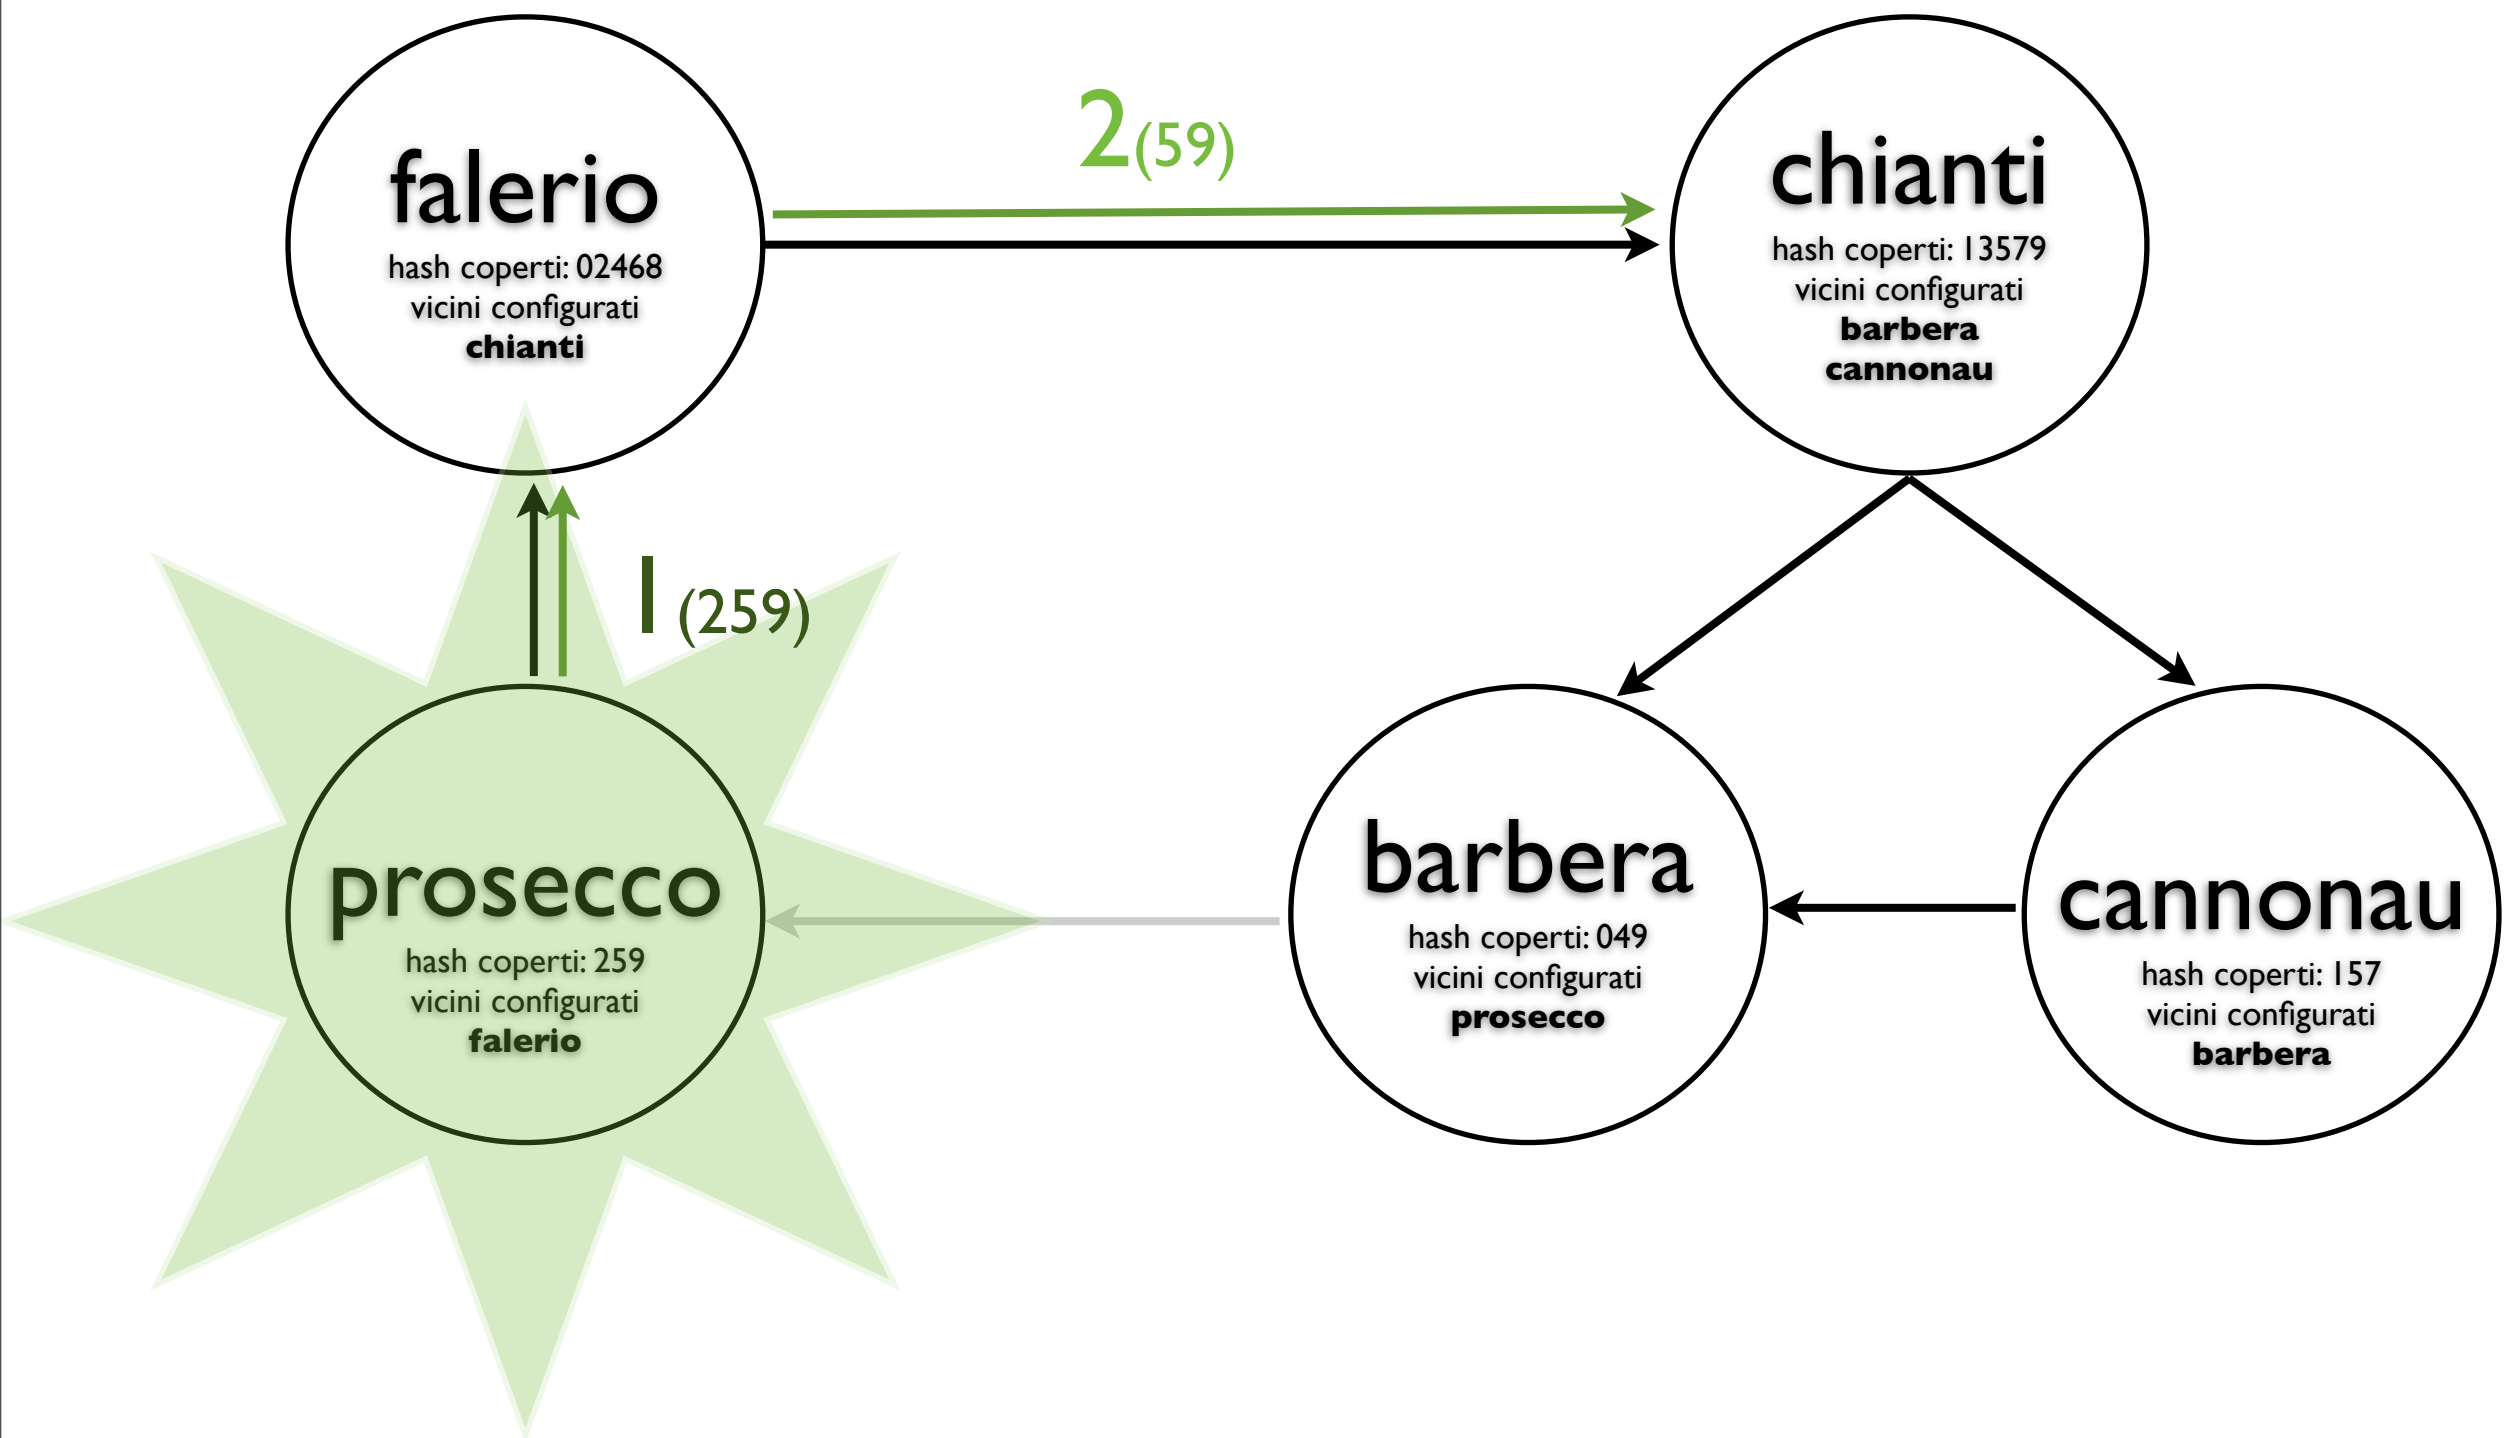 falerio
hash coperti: 02468
vicini configurati
chianti
2(59)
chianti
hash coperti: 13579
vicini configurati
barbera
cannonau
1 (259)
prosecco
hash coperti: 259
vicini configurati
falerio
barbera
hash coperti: 049
vicini configurati
prosecco
cannonau
hash coperti: 157
vicini configurati
barbera